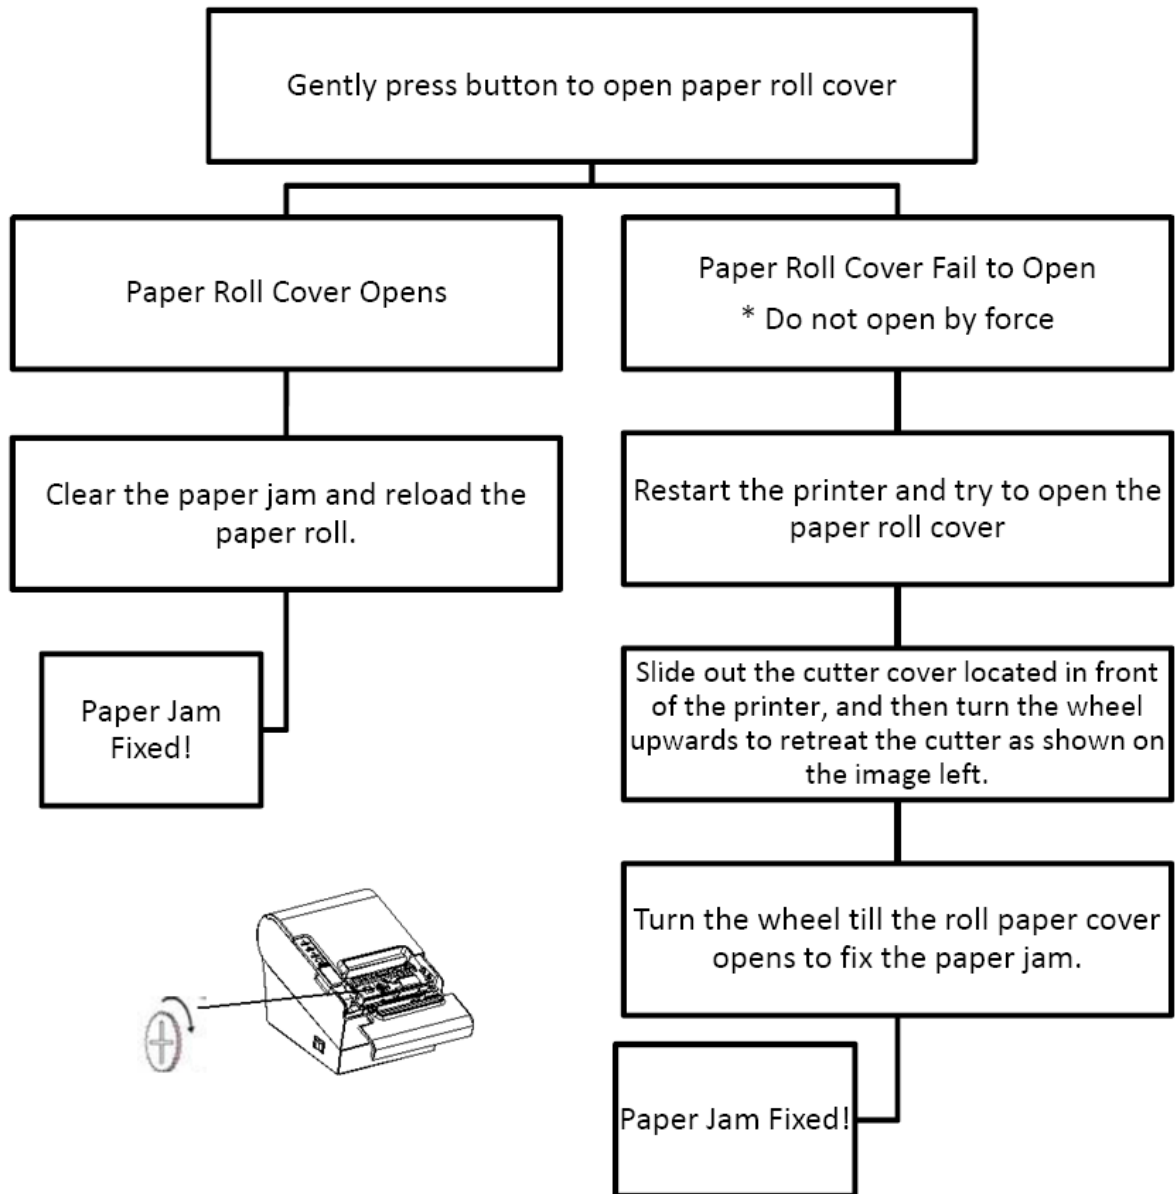 Gently press button to open paper roll cover
Paper Roll Cover Opens
Clear the paper jam and reload the
paper roll.
Paper Jam
Fixed!
Paper Roll Cover Fail to Open
* Do not open by force
Restart the printer and try to open the
paper roll cover
Slide out the cutter cover located in front
of the printer, and then turn the wheel
upwards to retreat the cutter as shown on
the image left.
Turn the wheel till the roll paper cover
opens to fix the paper jam.
Paper Jam Fixed!